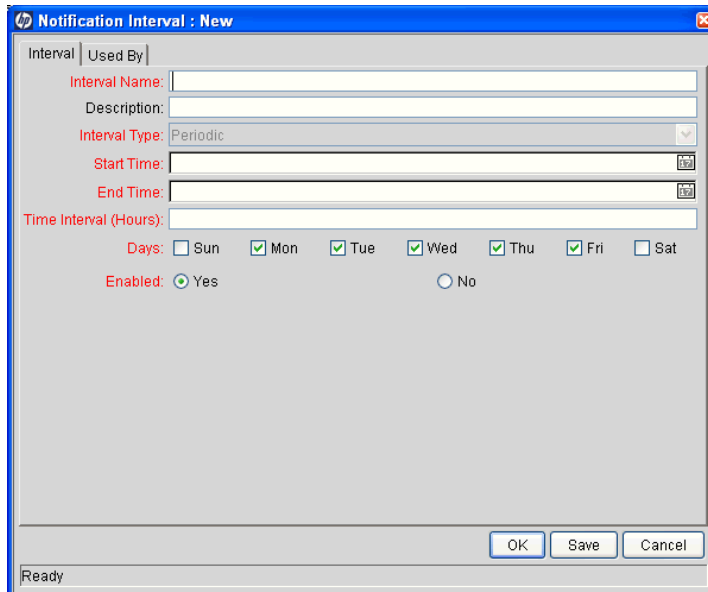 hp Notification Interval : New
Interval Used By
Interval Name:
Description:
Interval Type: Periodic
Start Time:
End Time:
Time Interval (Hours):
Days: Sun Mon Tue Wed Thu Fri Sat
Enabled: Yes No
OK Save Cancel
Ready